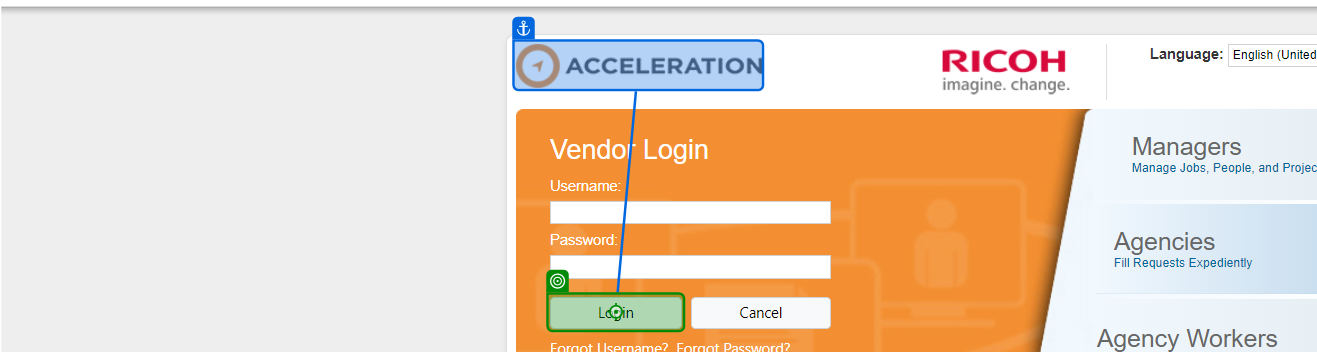 ACCELERATION
RICOH
imagine. change.
Language: English (United
Vendor Login
Username:
Password:
Login
Cancel
Forgot Username? Forgot Password?
Managers
Manage Jobs, People, and Projec
Agencies
Fill Requests Expediently
Agency Workers